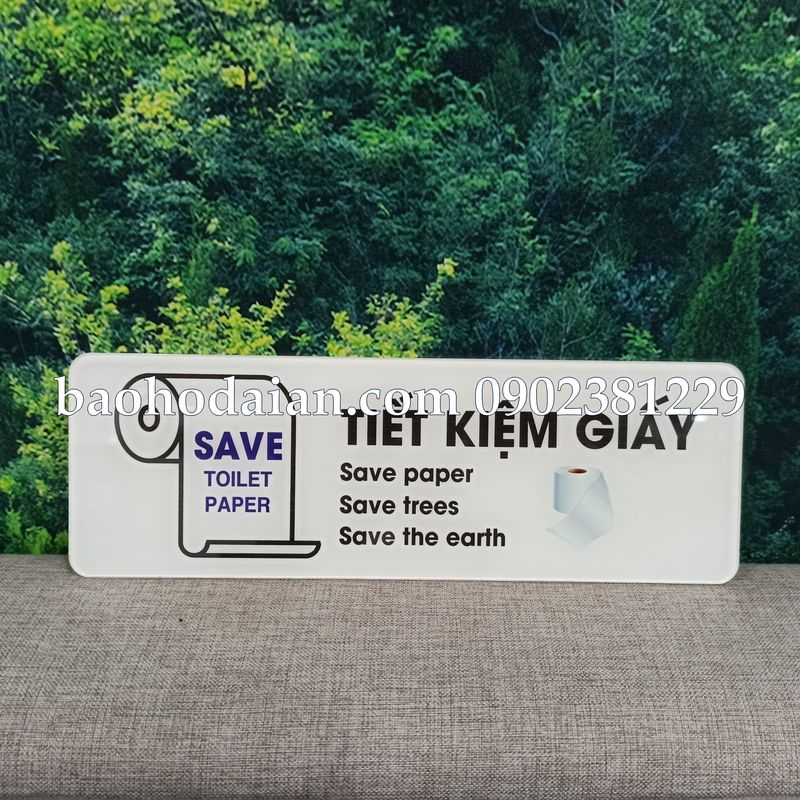 baohodaian.com 0902381229
SAVE
TOILET
PAPER
TIẾT KIỆM GIẤY
Save paper
Save trees
Save the earth